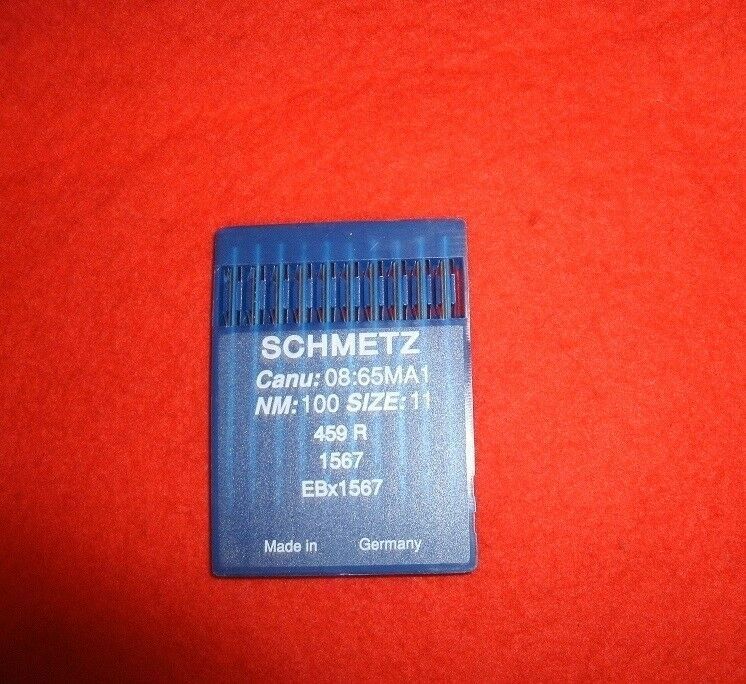 SCHMETZ
Canu: 08:65MA1
NM: 100 SIZE: 11
459 R
1567
EBx1567
Made in Germany